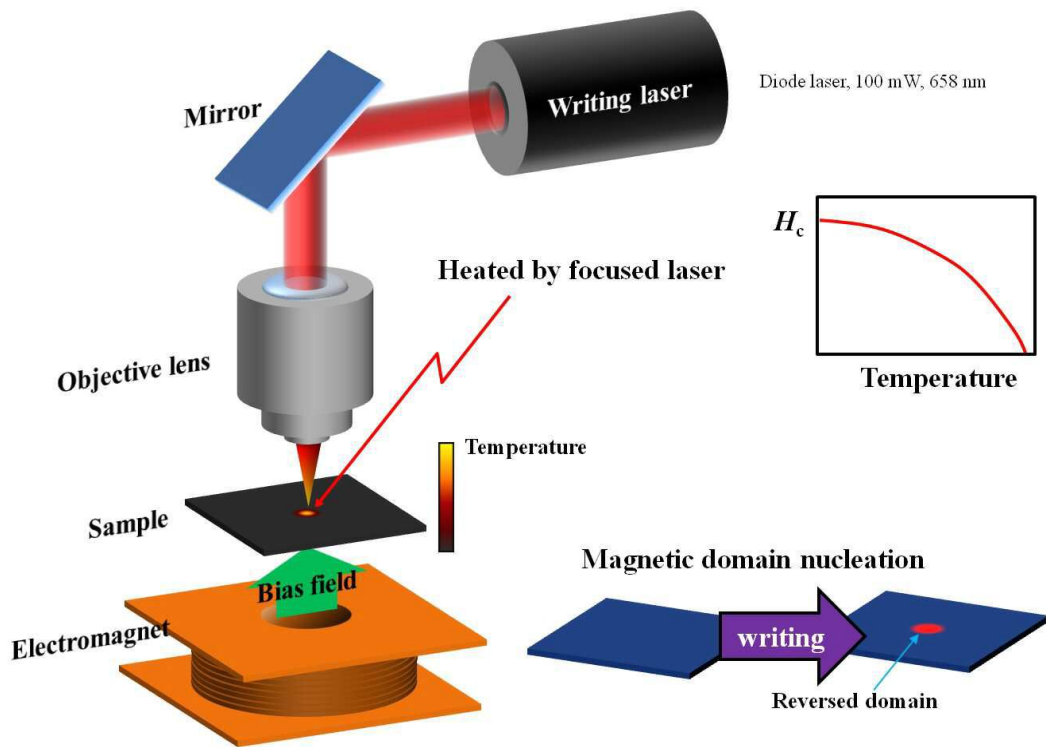 Writing laser
Diode laser, 100 mW, 658 nm
Mirror
Hc
Heated by focused laser
Objective lens
Temperature
Temperature
Sample
Magnetic domain nucleation
Bias field
Electromagnet
writing
Reversed domain